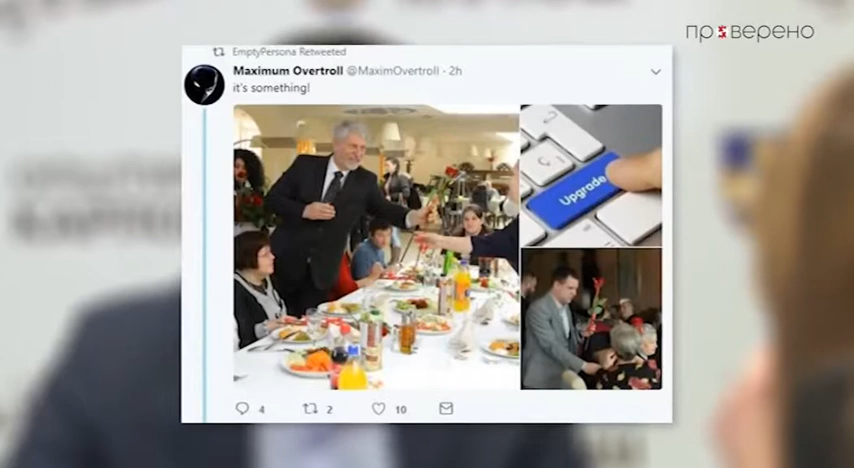 проверено
EmptyPersona Retweeted
Maximum Overtroll @MaximOvertroll · 2h
it's something!
Upgrade
4 2 10